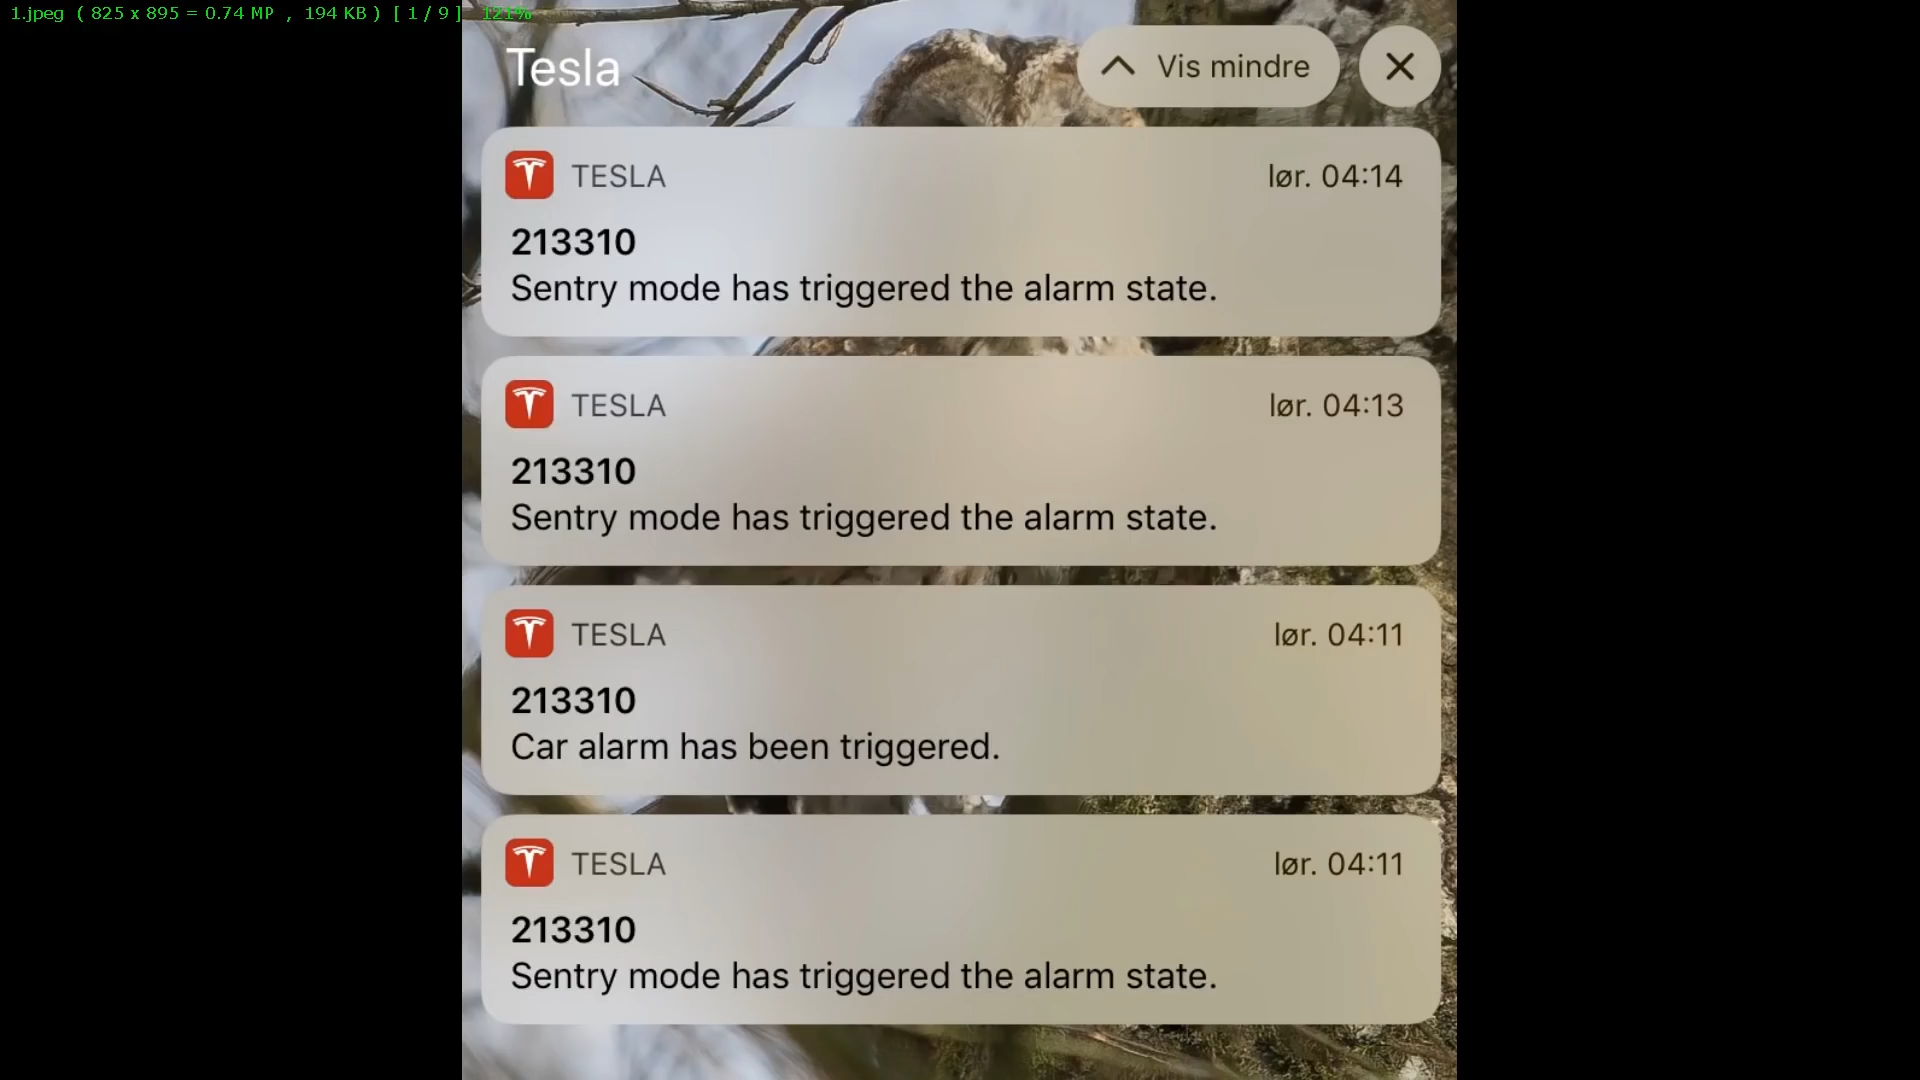 1.jpeg ( 825 x 895 = 0.74 MP , 194 KB ) [ 1 / 9 ] 121%
Tesla
Vis mindre
TESLA
lør. 04:14
213310
Sentry mode has triggered the alarm state.
TESLA
lør. 04:13
213310
Sentry mode has triggered the alarm state.
TESLA
lør. 04:11
213310
Car alarm has been triggered.
TESLA
lør. 04:11
213310
Sentry mode has triggered the alarm state.